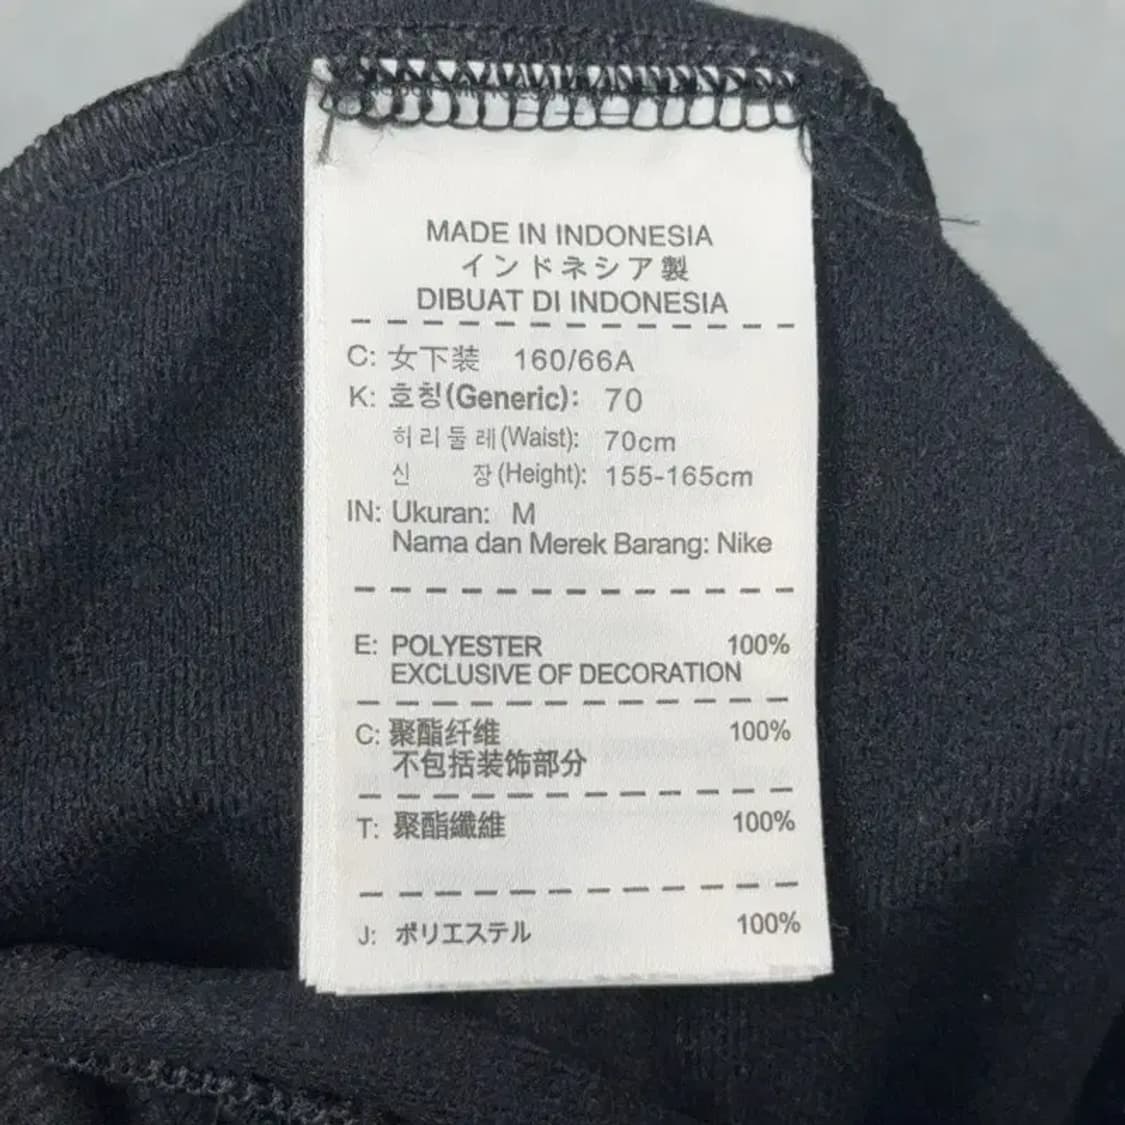 MADE IN INDONESIA
インドネシア製
DIBUAT DI INDONESIA
C: 女下装 160/66A
K: 호칭(Generic): 70
허리둘레(Waist): 70cm
신 장(Height): 155-165cm
IN: Ukuran: M
Nama dan Merek Barang: Nike
E: POLYESTER 100%
EXCLUSIVE OF DECORATION
C: 聚酯纤维 100%
不包括装饰部分
T: 聚酯纖維 100%
J: ポリエステル 100%